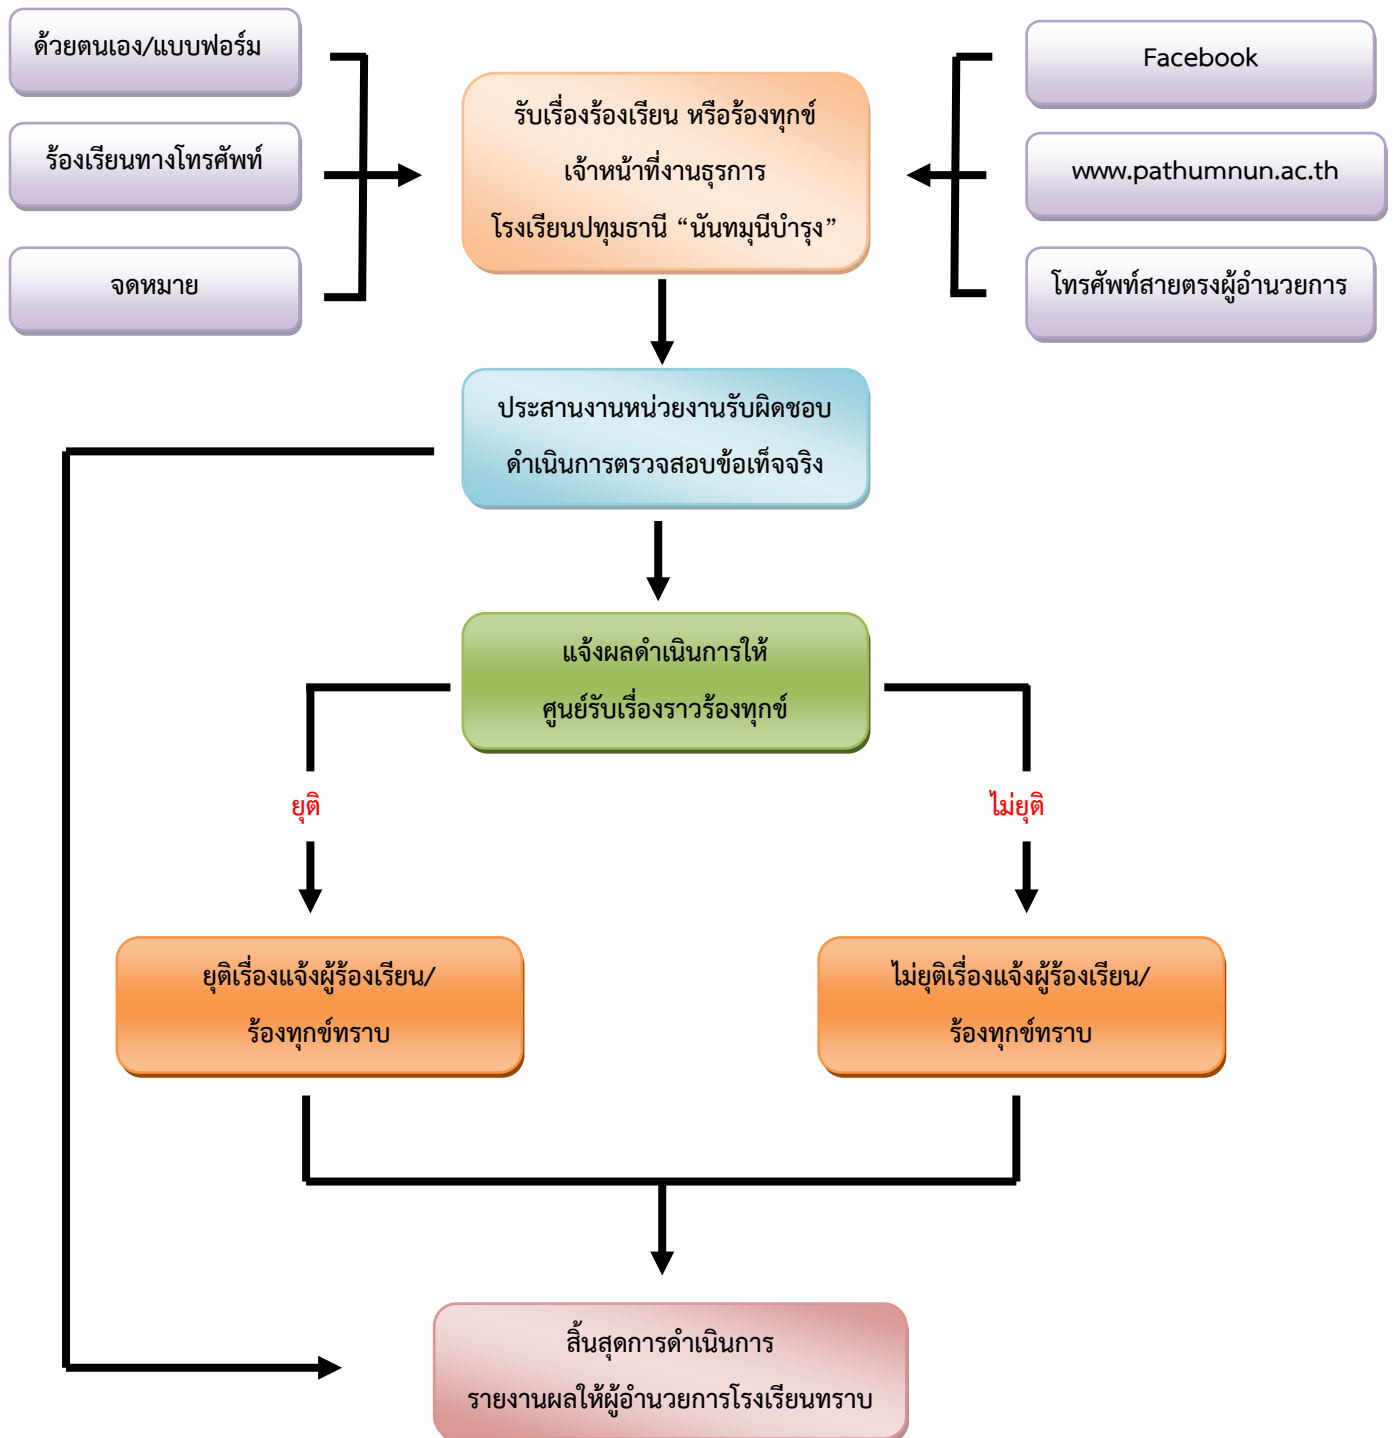 ด้วยตนเอง/แบบฟอร์ม
ร้องเรียนทางโทรศัพท์
จดหมาย
รับเรื่องร้องเรียน หรือร้องทุกข์
เจ้าหน้าที่งานธุรการ
โรงเรียนปทุมธานี “นันทมุนีบำรุง”
Facebook
www.pathumnun.ac.th
โทรศัพท์สายตรงผู้อำนวยการ
ประสานงานหน่วยงานรับผิดชอบ
ดำเนินการตรวจสอบข้อเท็จจริง
แจ้งผลดำเนินการให้
ศูนย์รับเรื่องราวร้องทุกข์
ยุติ
ไม่ยุติ
ยุติเรื่องแจ้งผู้ร้องเรียน/
ร้องทุกข์ทราบ
ไม่ยุติเรื่องแจ้งผู้ร้องเรียน/
ร้องทุกข์ทราบ
สิ้นสุดการดำเนินการ
รายงานผลให้ผู้อำนวยการโรงเรียนทราบ